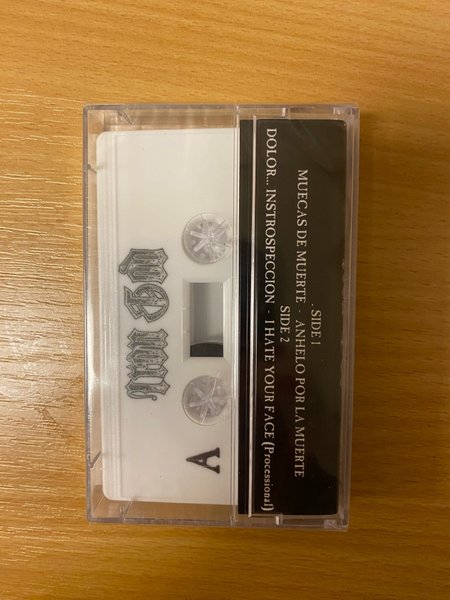 . SIDE 1
MUECAS DE MUERTE - ANHELO POR LA MUERTE
SIDE 2
DOLOR... INSTROSPECCION - I HATE YOUR FACE (Processional)
A